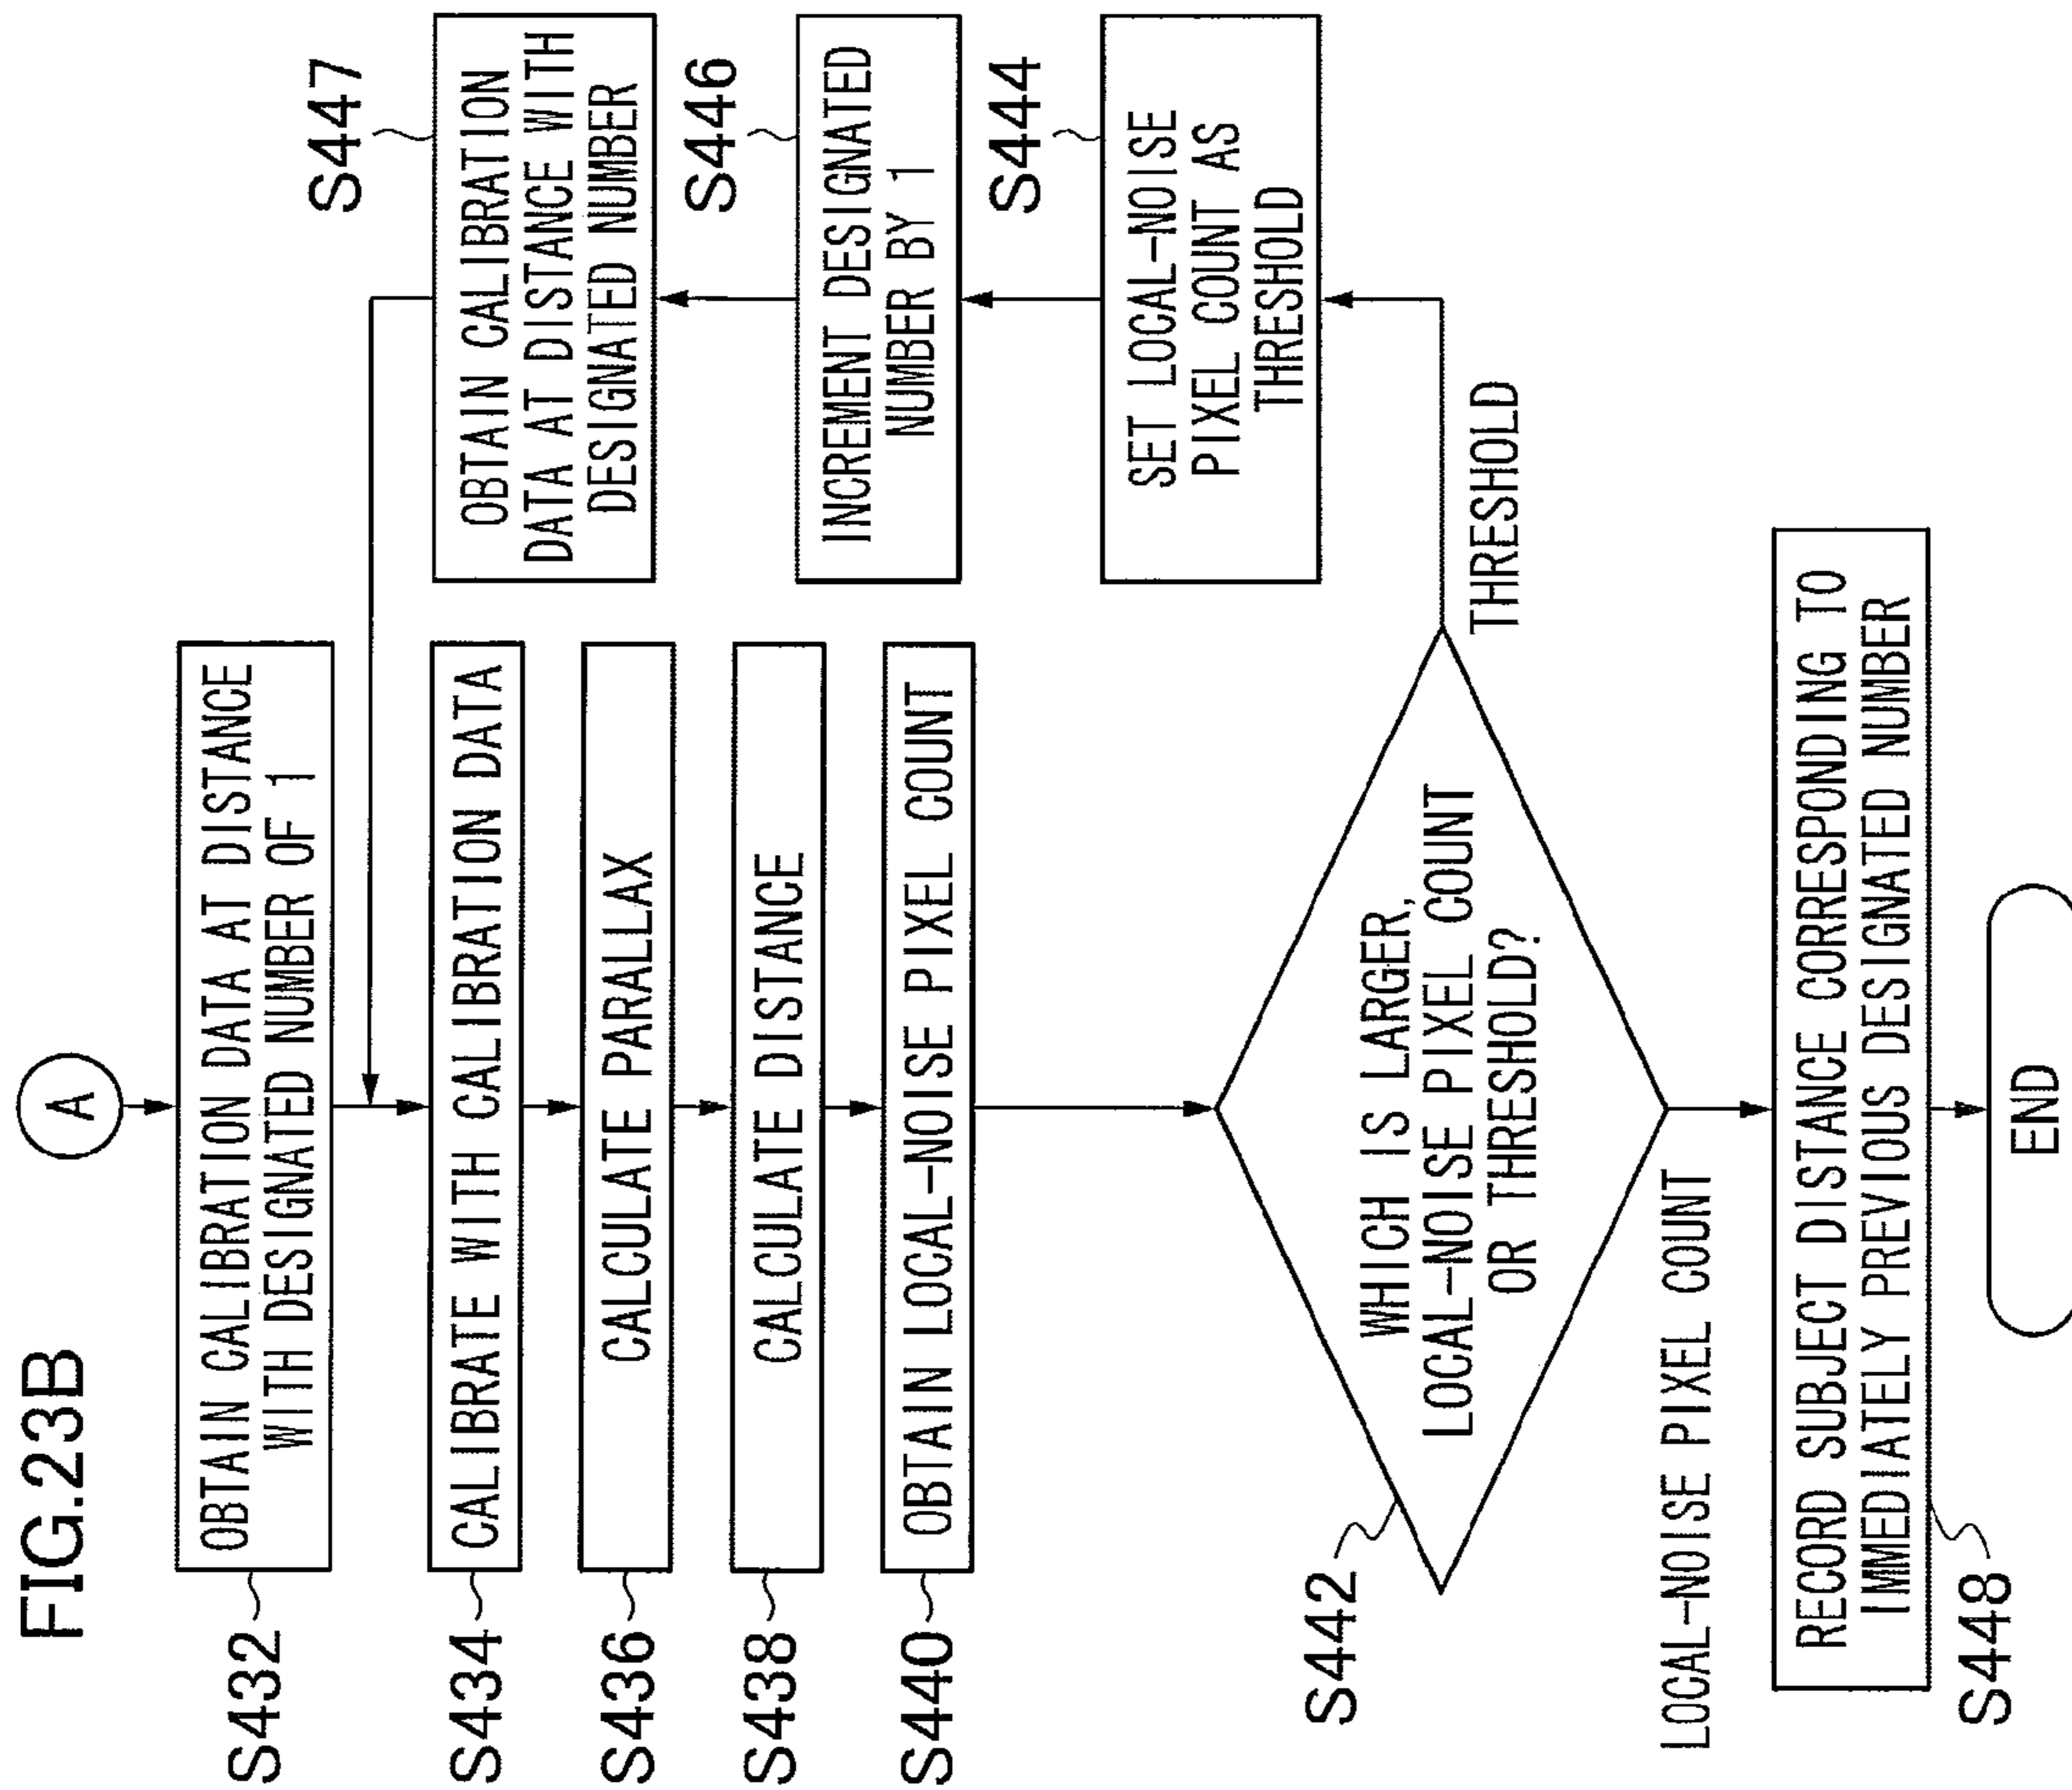 FIG.23B
A
S432
OBTAIN CALIBRATION DATA AT DISTANCE
WITH DESIGNATED NUMBER OF 1
S434
CALIBRATE WITH CALIBRATION DATA
S436
CALCULATE PARALLAX
S438
CALCULATE DISTANCE
S440
OBTAIN LOCAL-NOISE PIXEL COUNT
S442
WHICH IS LARGER,
LOCAL-NOISE PIXEL COUNT
OR THRESHOLD?
THRESHOLD
S444
SET LOCAL-NOISE
PIXEL COUNT AS
THRESHOLD
S446
INCREMENT DESIGNATED
NUMBER BY 1
S447
OBTAIN CALIBRATION
DATA AT DISTANCE WITH
DESIGNATED NUMBER
LOCAL-NOISE PIXEL COUNT
RECORD SUBJECT DISTANCE CORRESPONDING TO
IMMEDIATELY PREVIOUS DESIGNATED NUMBER
S448
END